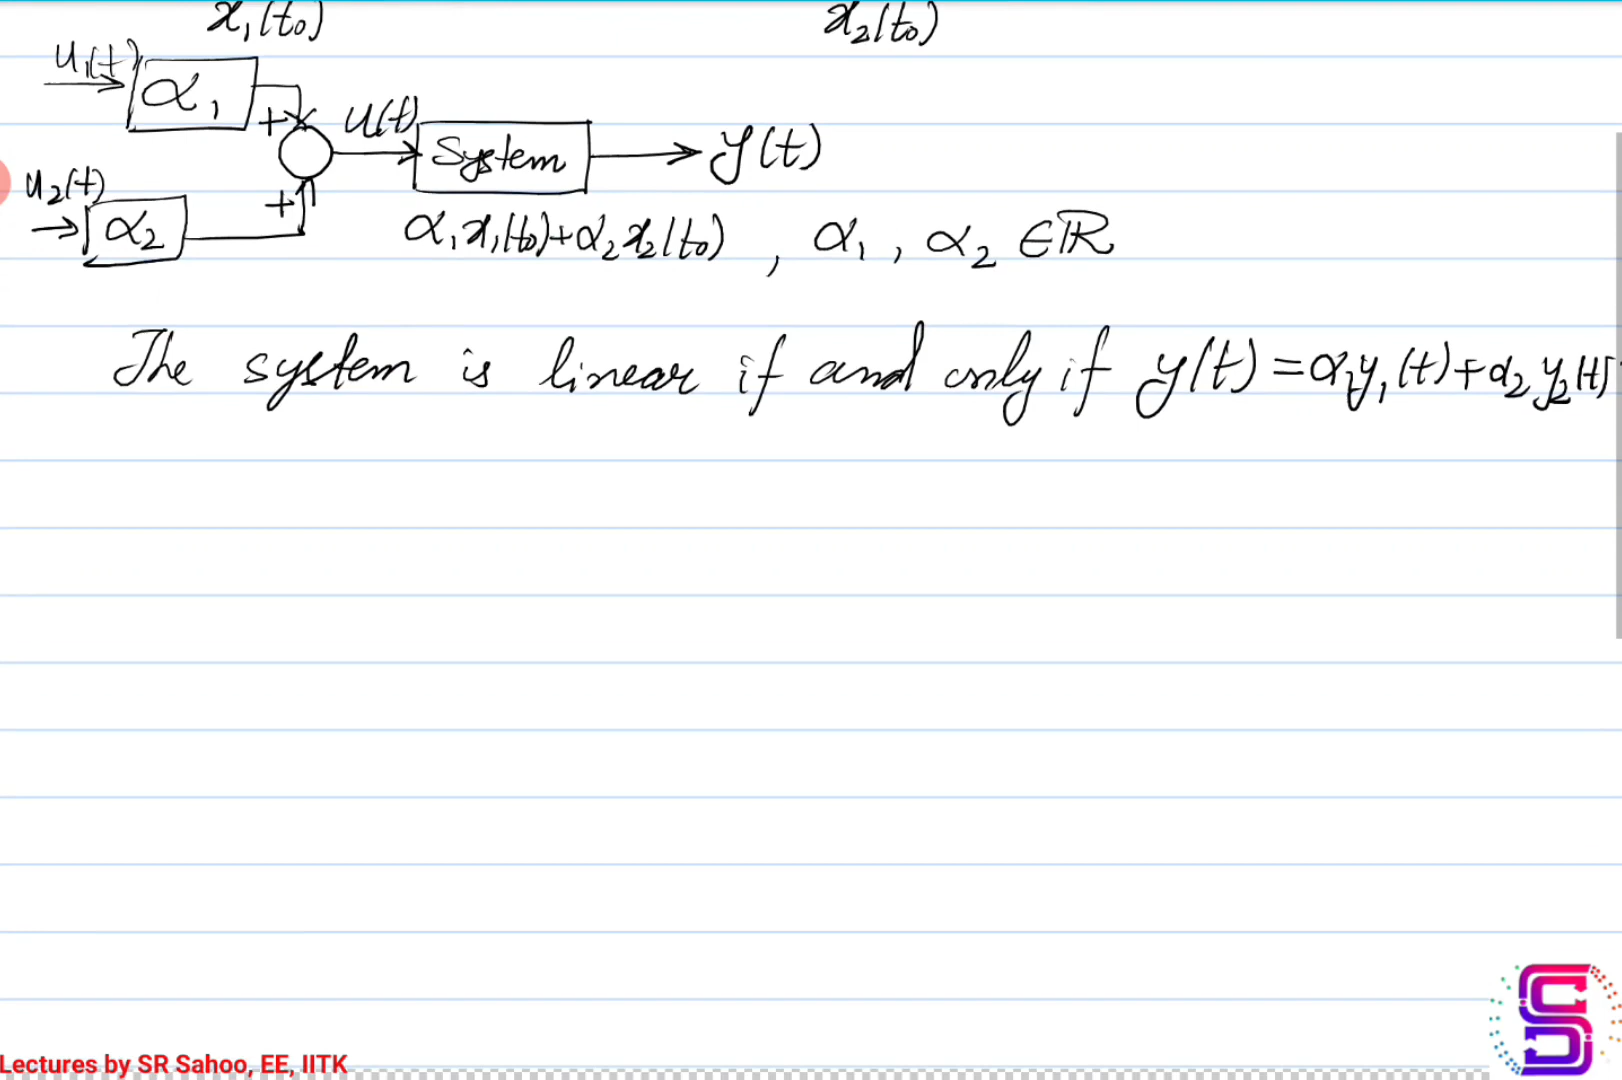 x₁(t₀) x₂(t₀)
u₁(t) α₁ + u(t) System y(t)
u₂(t) α₂ +
α₁x₁(t₀)+α₂x₂(t₀) , α₁ , α₂ ∈ ℝ
The system is linear if and only if y(t) = α₁y₁(t)+α₂y₂(t)
Lectures by SR Sahoo, EE, IITK